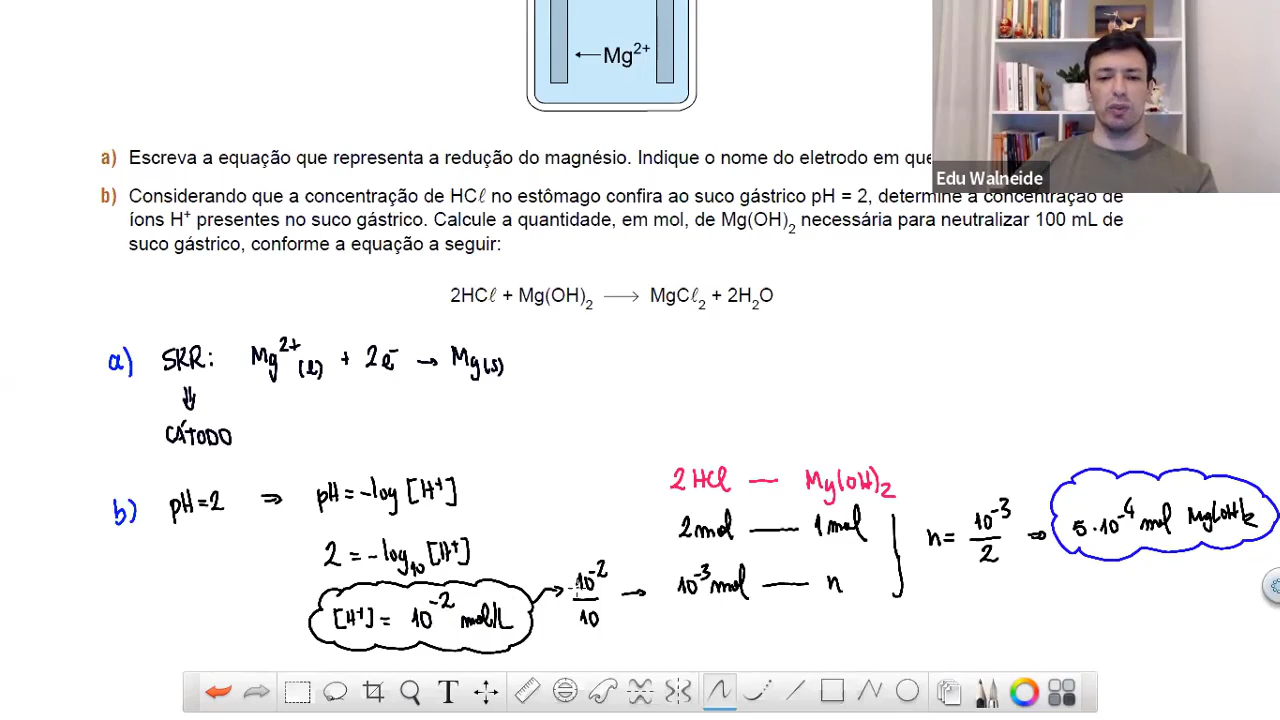 ←Mg²⁺
a) Escreva a equação que representa a redução do magnésio. Indique o nome do eletrodo em que
Edu Walneide
b) Considerando que a concentração de HCℓ no estômago confira ao suco gástrico pH = 2, determine a concentração de
íons H⁺ presentes no suco gástrico. Calcule a quantidade, em mol, de Mg(OH)₂ necessária para neutralizar 100 mL de
suco gástrico, conforme a equação a seguir:
2HCℓ + Mg(OH)₂ → MgCℓ₂ + 2H₂O
a) SRR: Mg²⁺(ℓ) + 2e⁻ → Mg(s)
⇓
CÁTODO
b) pH=2 ⇒ pH=-log [H⁺]
2 = -log₁₀ [H⁺]
[H⁺] = 10⁻² mol/L → 10⁻²/10 →
2HCl — Mg(OH)₂
2mol — 1mol
10⁻³mol — n
n= 10⁻³/2 ⇒ 5·10⁻⁴ mol Mg(OH)₂
T